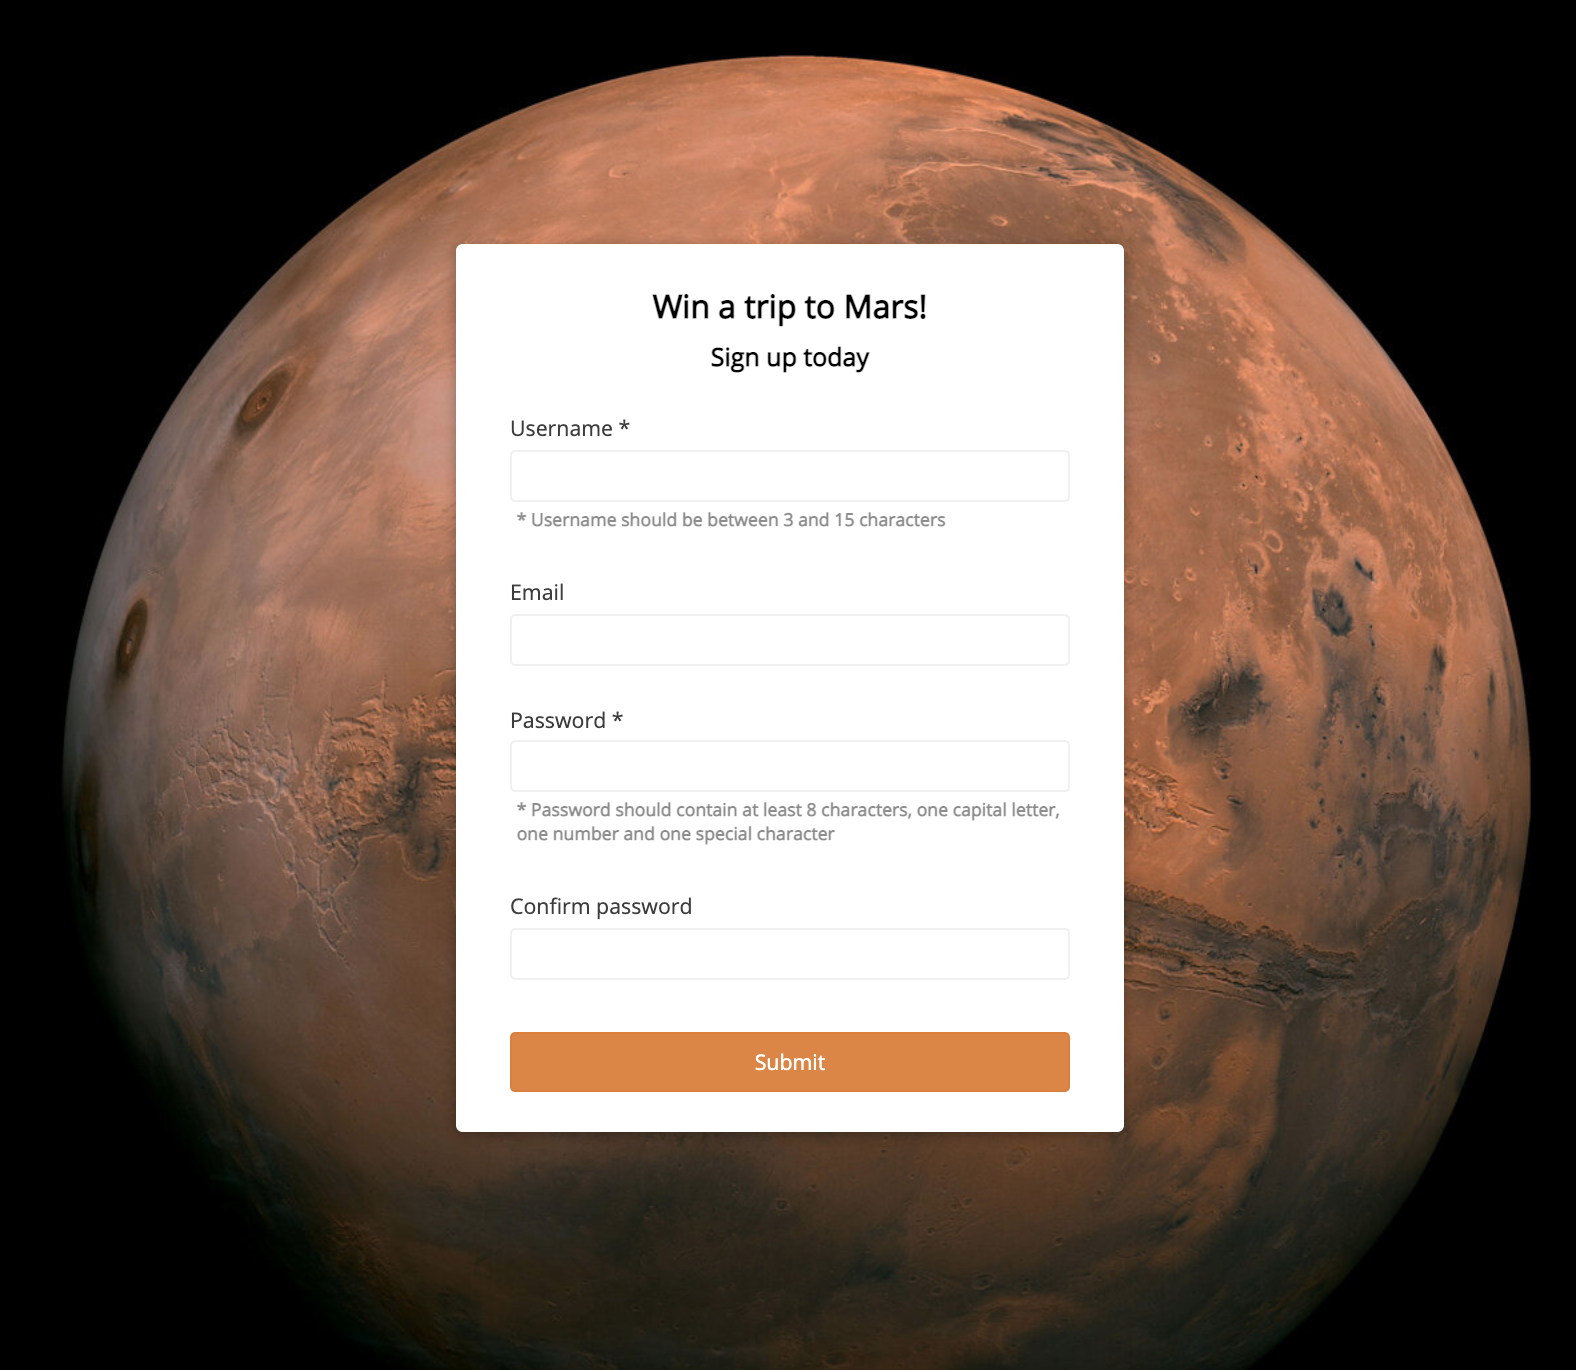 Win a trip to Mars!
Sign up today
Username *
* Username should be between 3 and 15 characters
Email
Password *
* Password should contain at least 8 characters, one capital letter,
one number and one special character
Confirm password
Submit